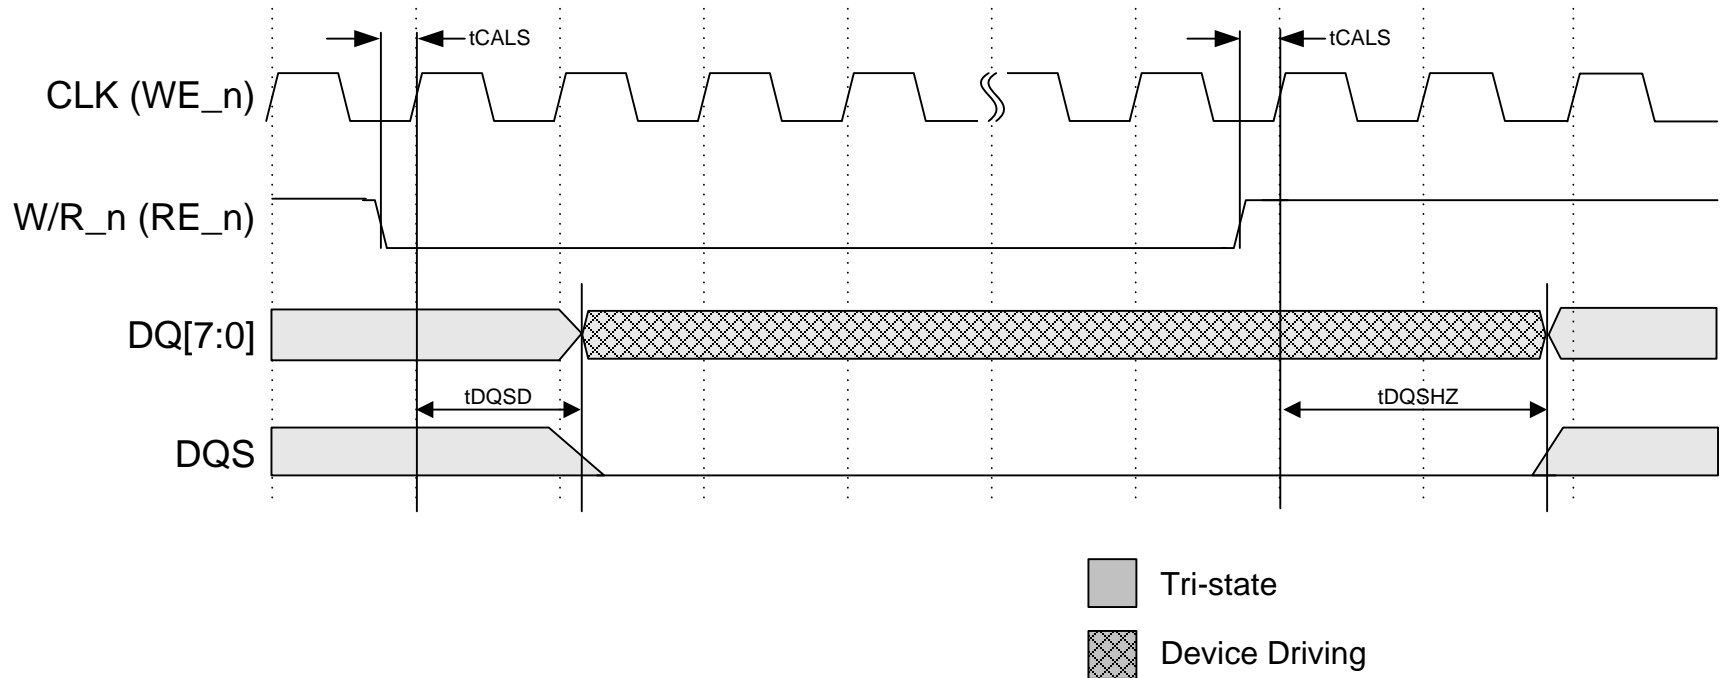 tCALS
tCALS
CLK (WE_n)
W/R_n (RE_n)
DQ[7:0]
tDQSD
tDQSHZ
DQS
Tri-state
Device Driving